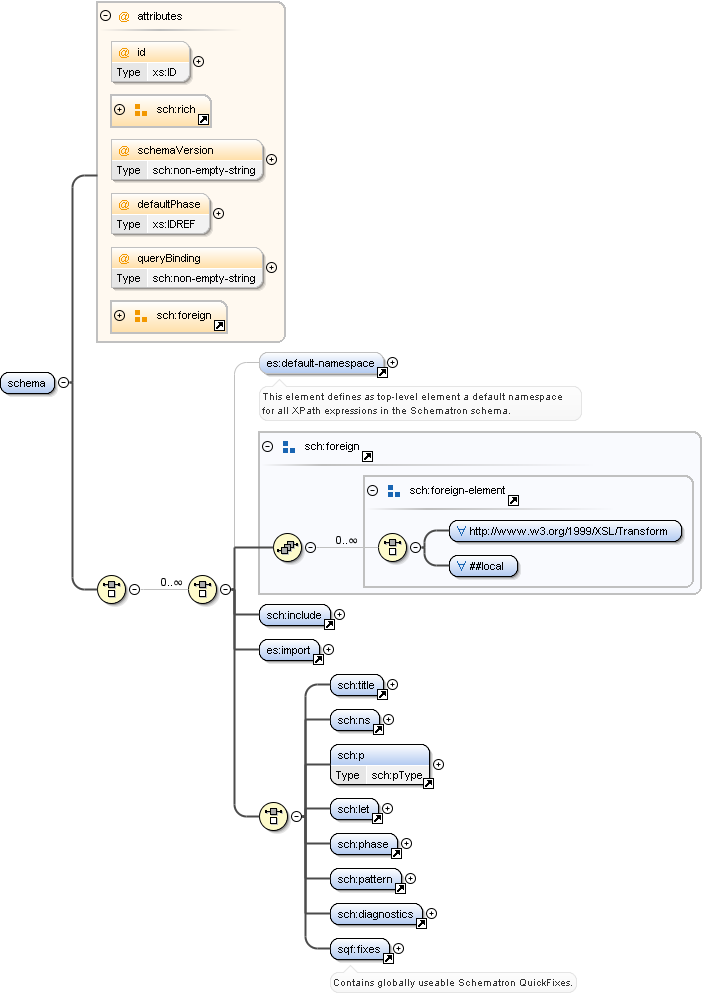 attributes
@ id
Type xs:ID
sch:rich
@ schemaVersion
Type sch:non-empty-string
@ defaultPhase
Type xs:IDREF
@ queryBinding
Type sch:non-empty-string
sch:foreign
schema
es:default-namespace
This element defines as top-level element a default namespace
for all XPath expressions in the Schematron schema.
sch:foreign
sch:foreign-element
0..∞
∀ http://www.w3.org/1999/XSL/Transform
∀ ##local
0..∞
sch:include
es:import
sch:title
sch:ns
sch:p
Type sch:pType
sch:let
sch:phase
sch:pattern
sch:diagnostics
sqf:fixes
Contains globally useable Schematron QuickFixes.